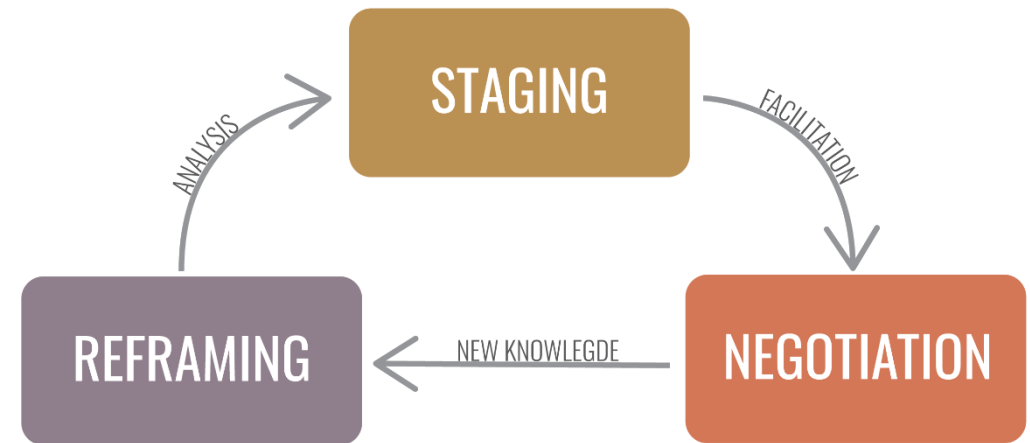 STAGING
FACILITATION
NEGOTIATION
NEW KNOWLEGDE
REFRAMING
ANALYSIS